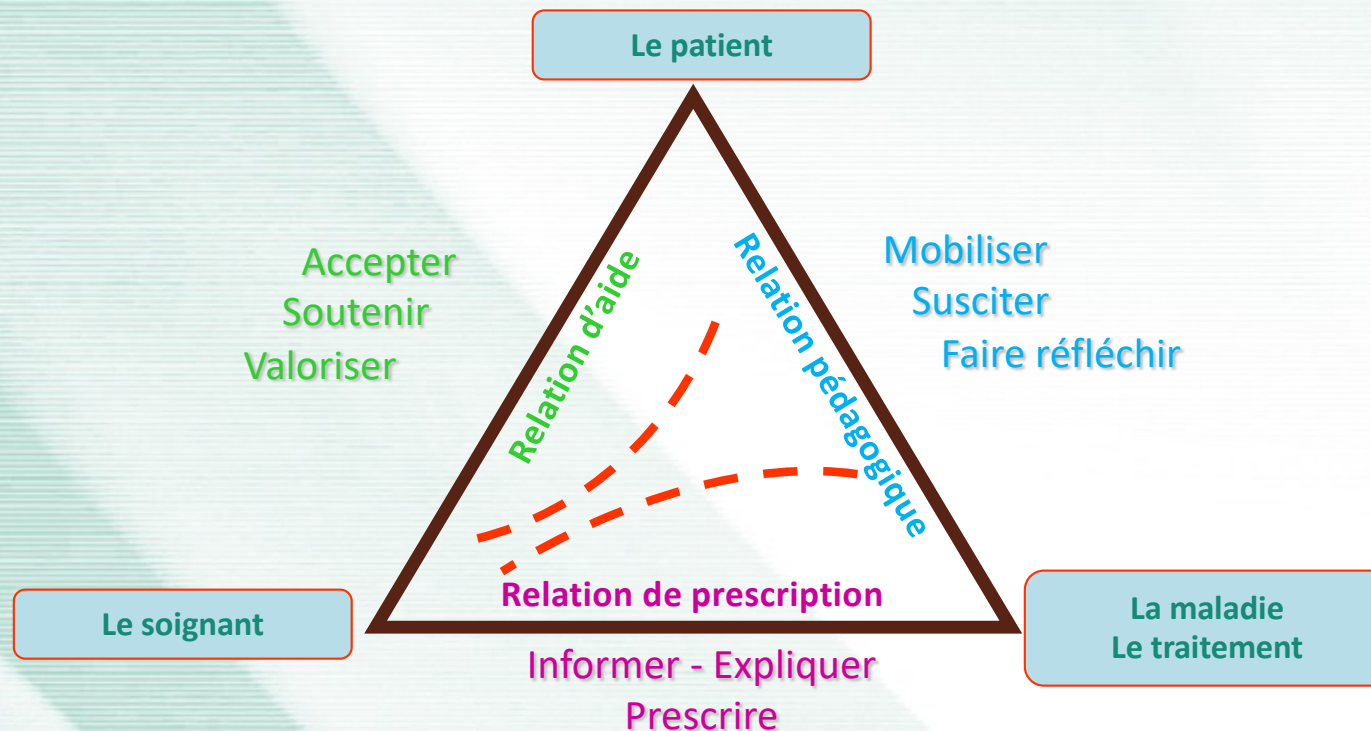 Le patient
Accepter
Soutenir
Valoriser
Relation d’aide
Relation pédagogique
Mobiliser
Susciter
Faire réfléchir
Le soignant
Relation de prescription
La maladie
Le traitement
Informer - Expliquer
Prescrire